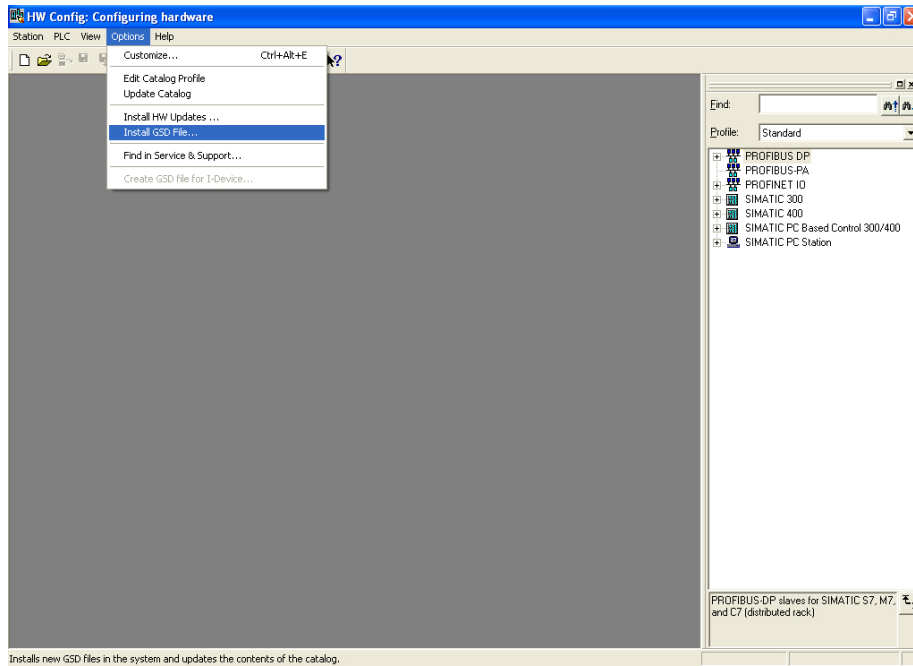 HW Config: Configuring hardware
Station PLC View Options Help
Customize... Ctrl+Alt+E
Edit Catalog Profile
Update Catalog
Install HW Updates ...
Install GSD File...
Find in Service & Support...
Create GSD file for I-Device...
Find:
Profile: Standard
PROFIBUS DP
PROFIBUS-PA
PROFINET IO
SIMATIC 300
SIMATIC 400
SIMATIC PC Based Control 300/400
SIMATIC PC Station
PROFIBUS-DP slaves for SIMATIC S7, M7,
and C7 (distributed rack)
Installs new GSD files in the system and updates the contents of the catalog.